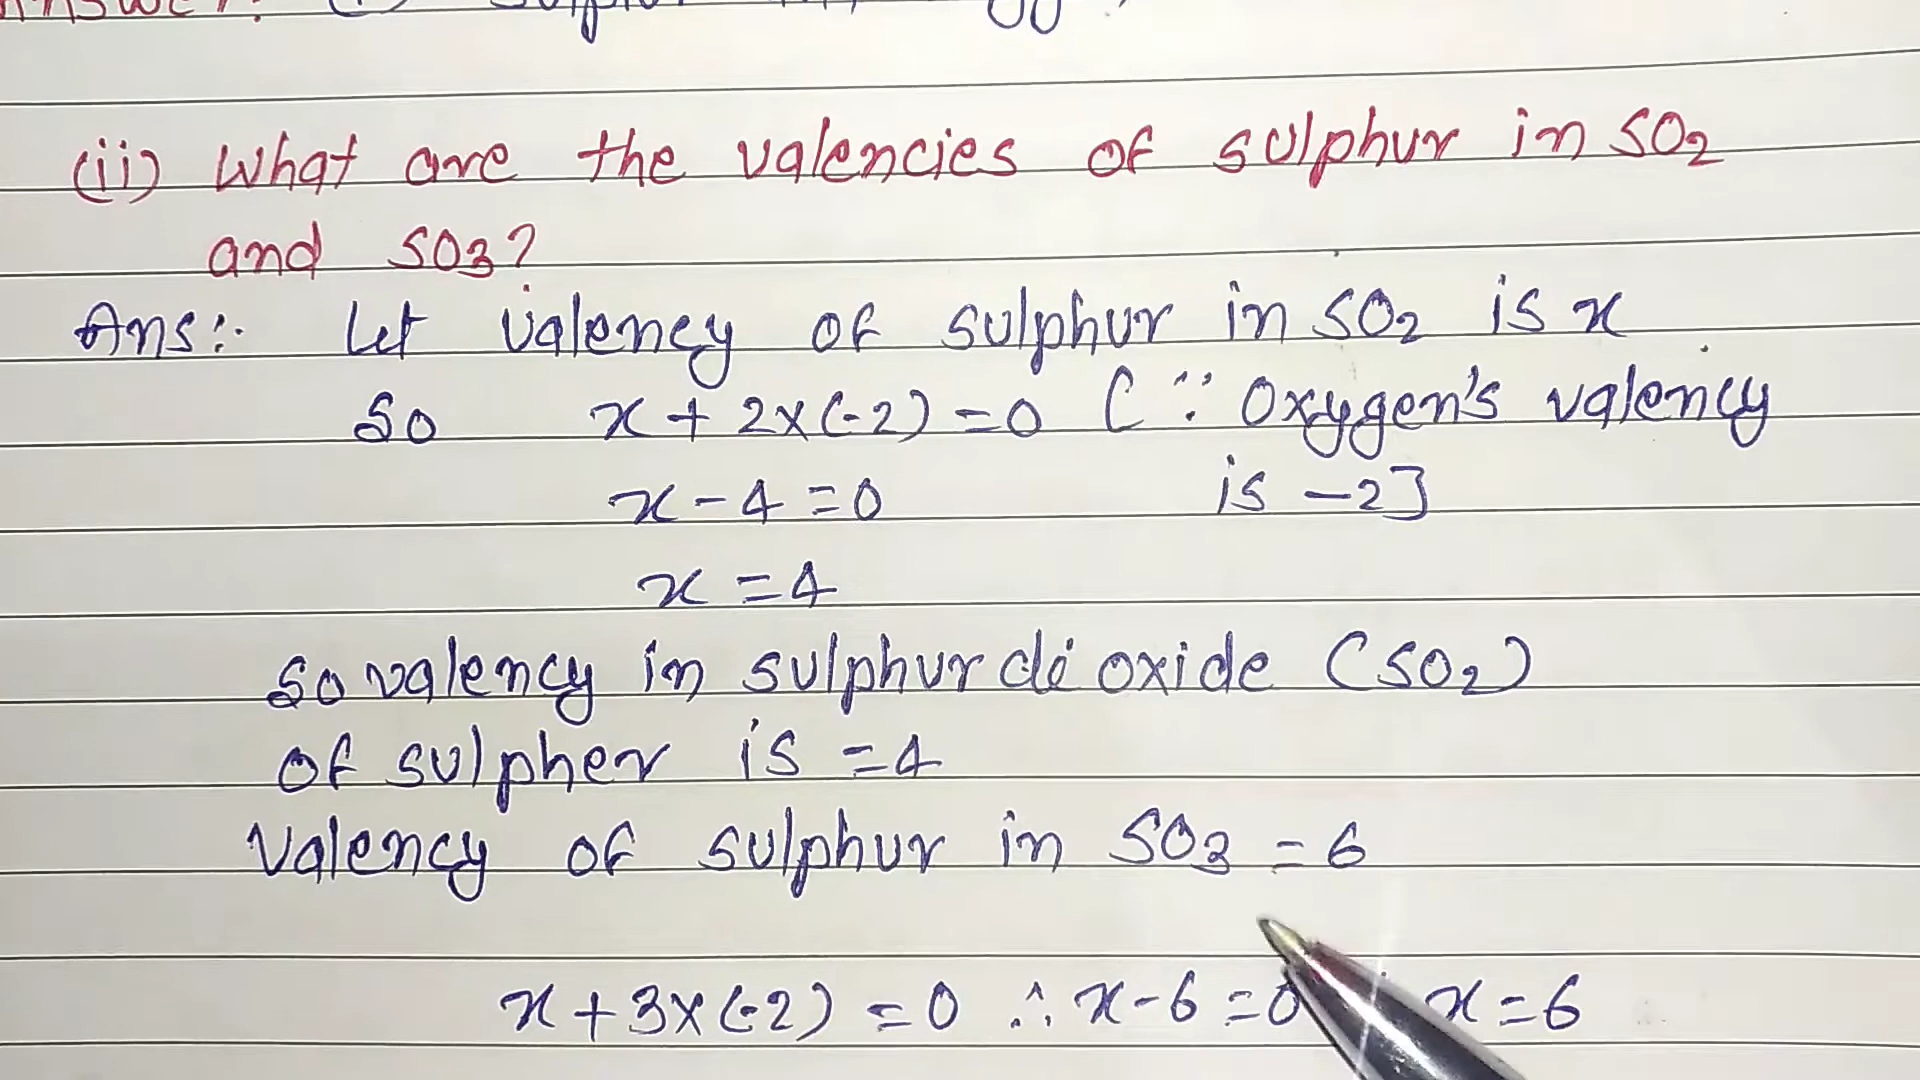 (ii) What are the valencies of sulphur in SO2
and SO3?
Ans:. Let valency of sulphur in SO2 is x
So x + 2x(-2) = 0 [ ∵ Oxygen's valency
x - 4 = 0 is -2]
x = 4
So valency in sulphur di oxide (SO2)
of sulpher is = 4
Valency of sulphur in SO3 = 6
x + 3x(-2) = 0 ∴ x - 6 = 0 x = 6